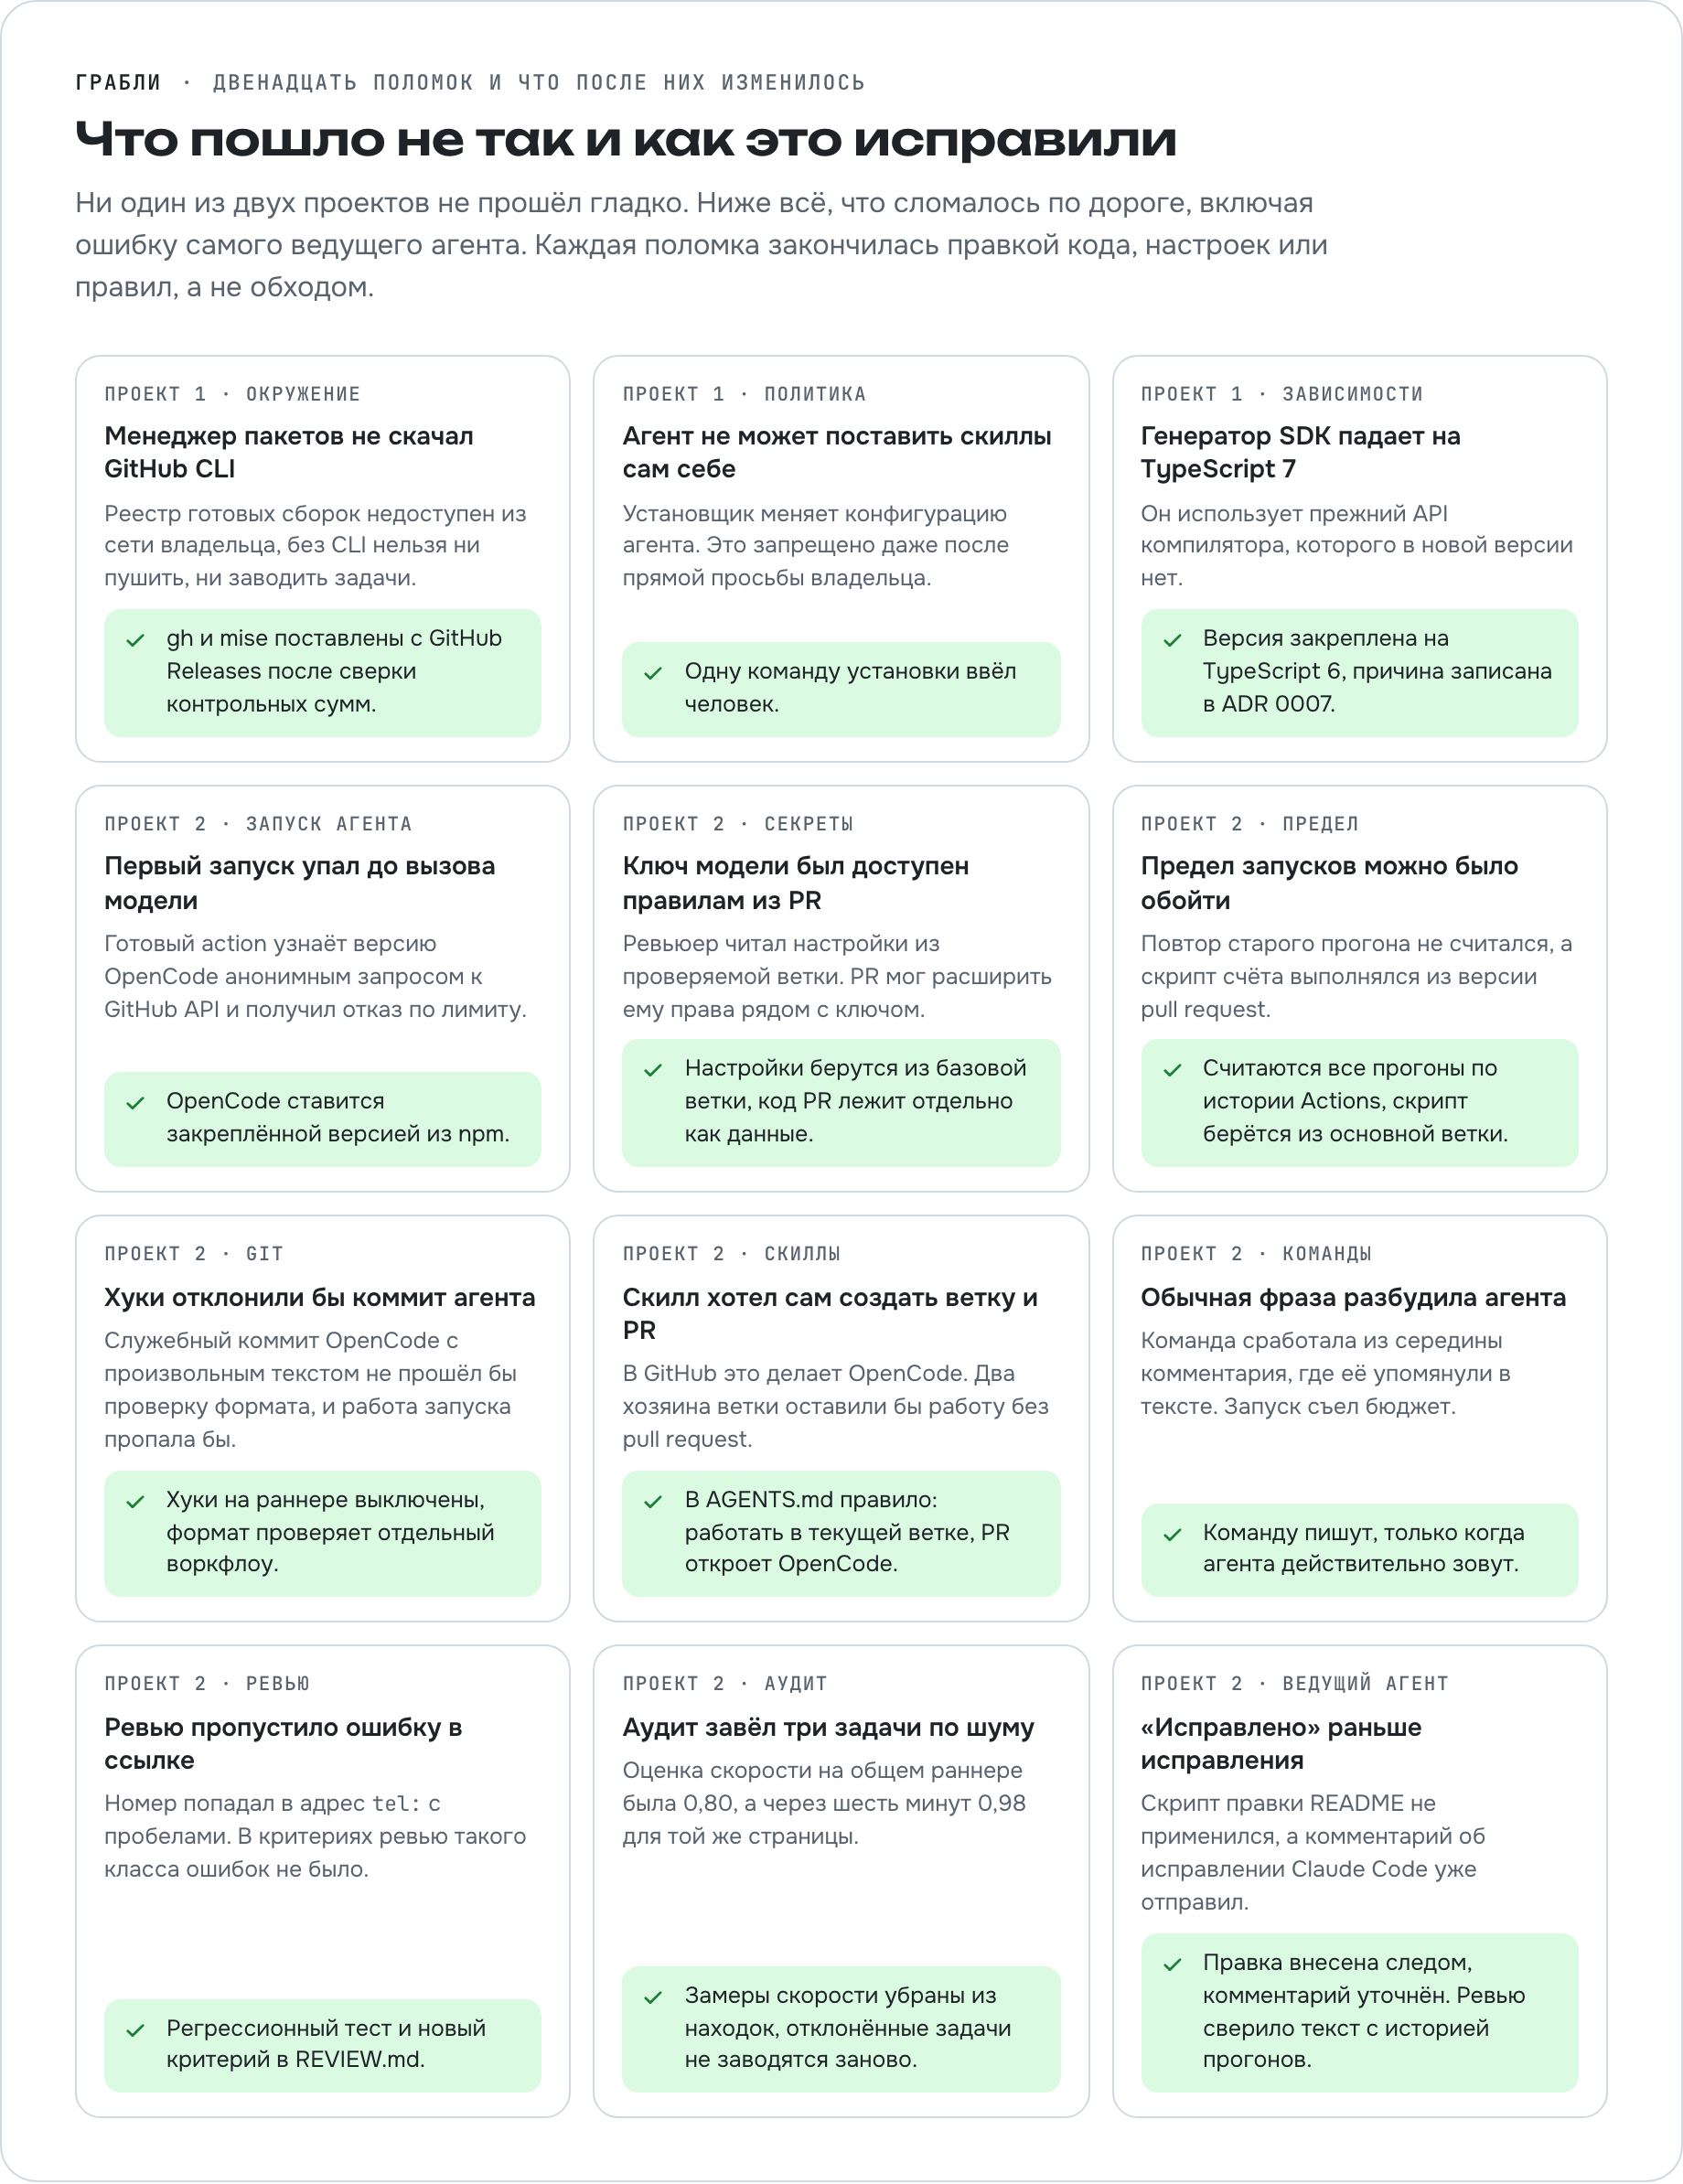 ГРАБЛИ · ДВЕНАДЦАТЬ ПОЛОМОК И ЧТО ПОСЛЕ НИХ ИЗМЕНИЛОСЬ
Что пошло не так и как это исправили
Ни один из двух проектов не прошёл гладко. Ниже всё, что сломалось по дороге, включая
ошибку самого ведущего агента. Каждая поломка закончилась правкой кода, настроек или
правил, а не обходом.
ПРОЕКТ 1 · ОКРУЖЕНИЕ
Менеджер пакетов не скачал
GitHub CLI
Реестр готовых сборок недоступен из
сети владельца, без CLI нельзя ни
пушить, ни заводить задачи.
gh и mise поставлены с GitHub
Releases после сверки
контрольных сумм.
ПРОЕКТ 1 · ПОЛИТИКА
Агент не может поставить скиллы
сам себе
Установщик меняет конфигурацию
агента. Это запрещено даже после
прямой просьбы владельца.
Одну команду установки ввёл
человек.
ПРОЕКТ 1 · ЗАВИСИМОСТИ
Генератор SDK падает на
TypeScript 7
Он использует прежний API
компилятора, которого в новой версии
нет.
Версия закреплена на
TypeScript 6, причина записана
в ADR 0007.
ПРОЕКТ 2 · ЗАПУСК АГЕНТА
Первый запуск упал до вызова
модели
Готовый action узнаёт версию
OpenCode анонимным запросом к
GitHub API и получил отказ по лимиту.
OpenCode ставится
закреплённой версией из npm.
ПРОЕКТ 2 · СЕКРЕТЫ
Ключ модели был доступен
правилам из PR
Ревьюер читал настройки из
проверяемой ветки. PR мог расширить
ему права рядом с ключом.
Настройки берутся из базовой
ветки, код PR лежит отдельно
как данные.
ПРОЕКТ 2 · ПРЕДЕЛ
Предел запусков можно было
обойти
Повтор старого прогона не считался, а
скрипт счёта выполнялся из версии
pull request.
Считаются все прогоны по
истории Actions, скрипт
берётся из основной ветки.
ПРОЕКТ 2 · GIT
Хуки отклонили бы коммит агента
Служебный коммит OpenCode с
произвольным текстом не прошёл бы
проверку формата, и работа запуска
пропала бы.
Хуки на раннере выключены,
формат проверяет отдельный
воркфлоу.
ПРОЕКТ 2 · СКИЛЛЫ
Скилл хотел сам создать ветку и
PR
В GitHub это делает OpenCode. Два
хозяина ветки оставили бы работу без
pull request.
В AGENTS.md правило:
работать в текущей ветке, PR
откроет OpenCode.
ПРОЕКТ 2 · КОМАНДЫ
Обычная фраза разбудила агента
Команда сработала из середины
комментария, где её упомянули в
тексте. Запуск съел бюджет.
Команду пишут, только когда
агента действительно зовут.
ПРОЕКТ 2 · РЕВЬЮ
Ревью пропустило ошибку в
ссылке
Номер попадал в адрес tel: с
пробелами. В критериях ревью такого
класса ошибок не было.
Регрессионный тест и новый
критерий в REVIEW.md.
ПРОЕКТ 2 · АУДИТ
Аудит завёл три задачи по шуму
Оценка скорости на общем раннере
была 0,80, а через шесть минут 0,98
для той же страницы.
Замеры скорости убраны из
находок, отклонённые задачи
не заводятся заново.
ПРОЕКТ 2 · ВЕДУЩИЙ АГЕНТ
«Исправлено» раньше
исправления
Скрипт правки README не
применился, а комментарий об
исправлении Claude Code уже
отправил.
Правка внесена следом,
комментарий уточнён. Ревью
сверило текст с историей
прогонов.